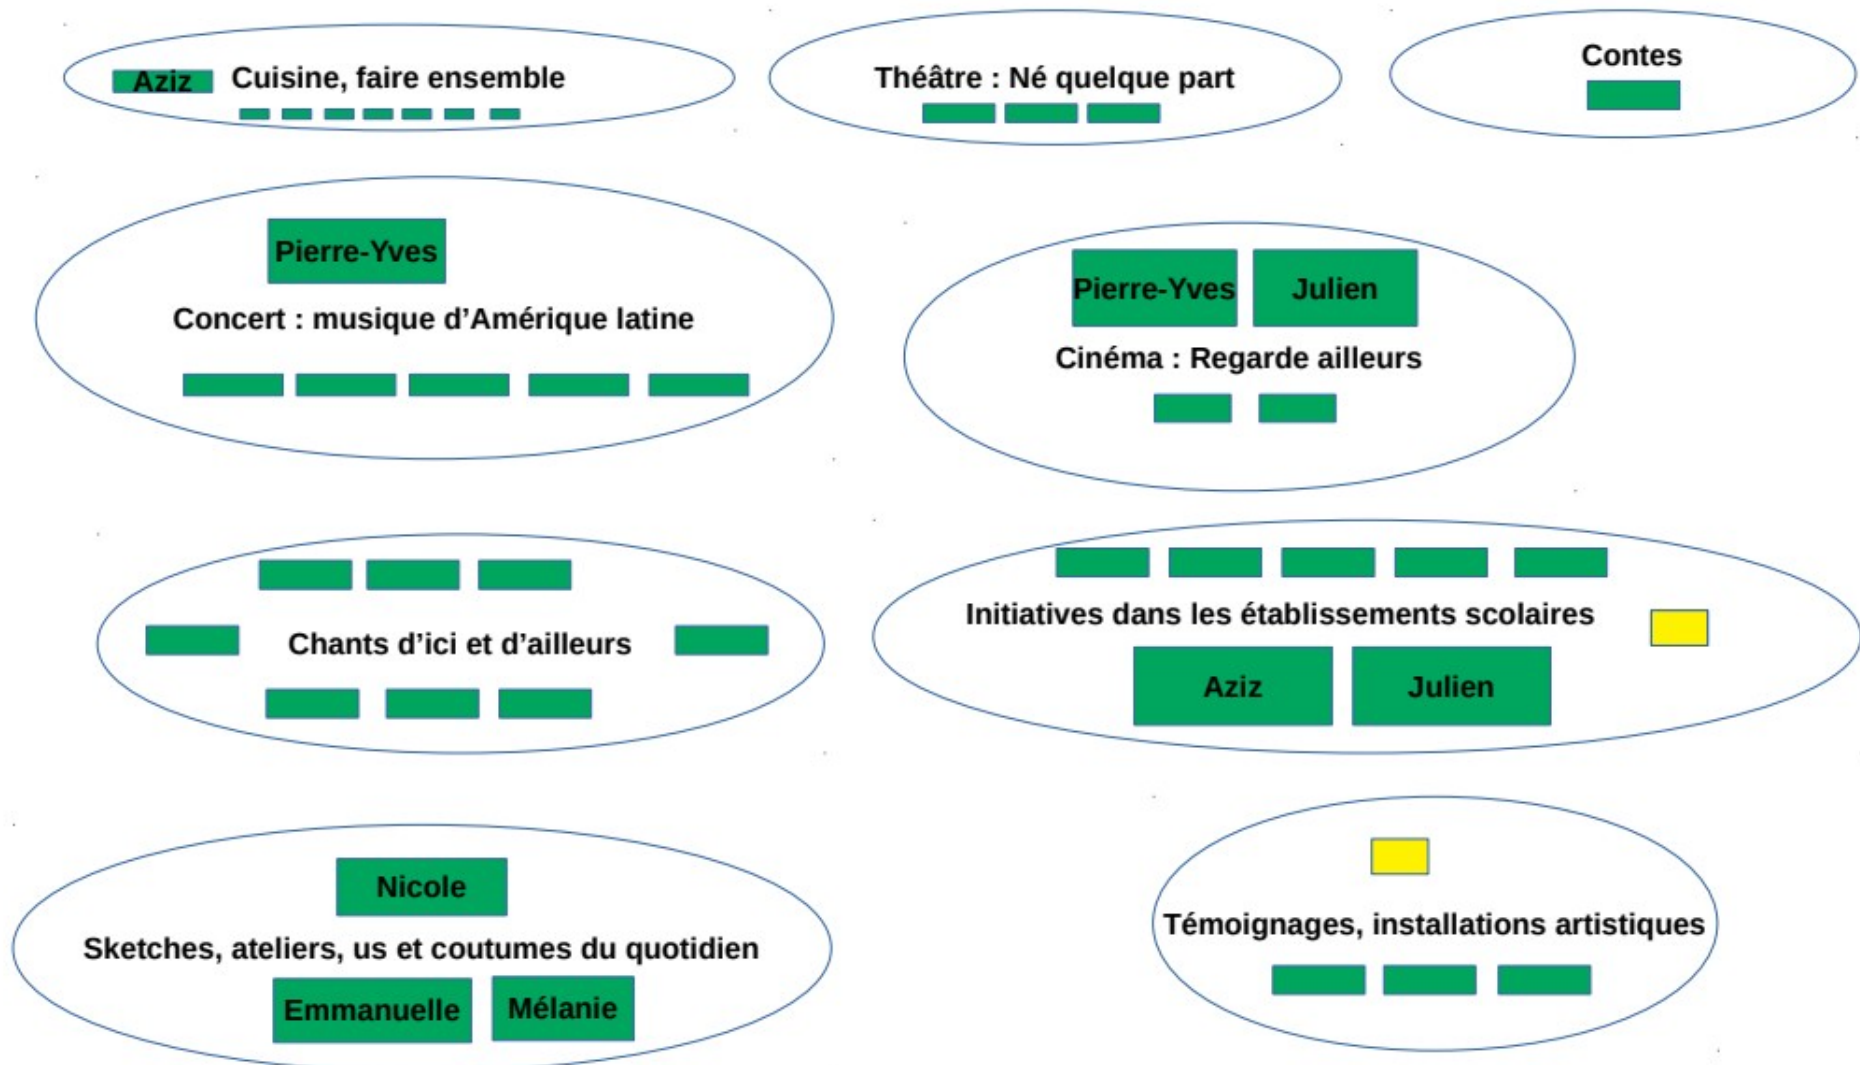 Aziz
Cuisine, faire ensemble
Théâtre : Né quelque part
Contes
Pierre-Yves
Concert : musique d’Amérique latine
Pierre-Yves
Julien
Cinéma : Regarde ailleurs
Chants d’ici et d’ailleurs
Initiatives dans les établissements scolaires
Aziz
Julien
Nicole
Sketches, ateliers, us et coutumes du quotidien
Emmanuelle
Mélanie
Témoignages, installations artistiques